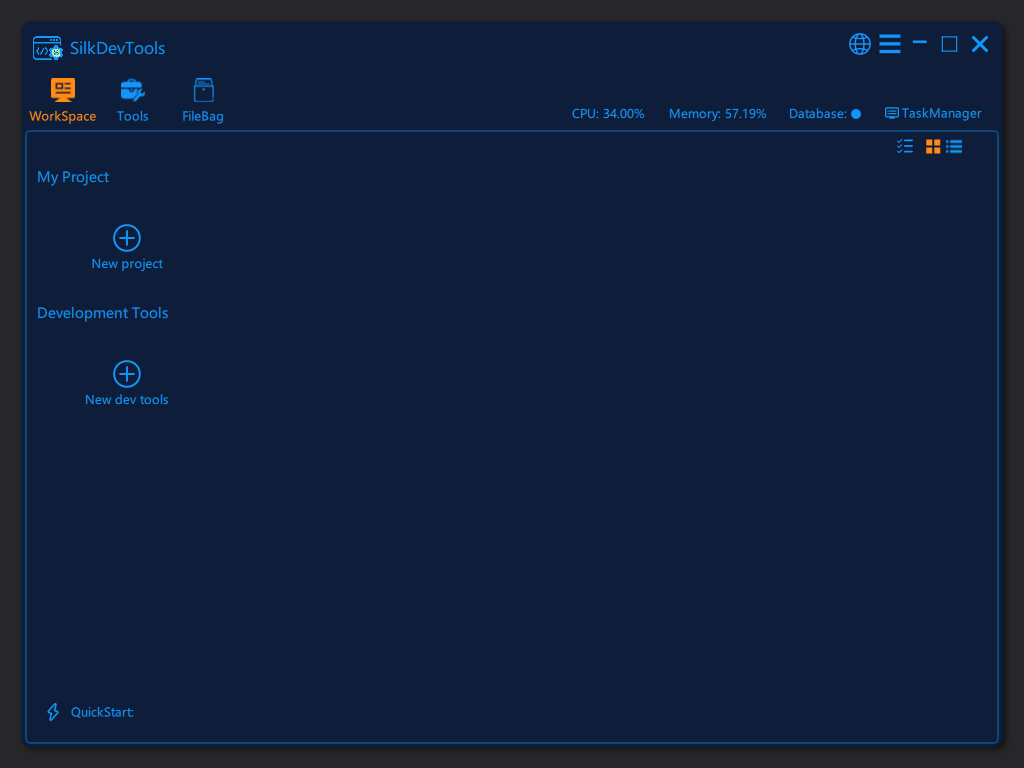 SilkDevTools
WorkSpace
Tools
FileBag
CPU: 34.00%
Memory: 57.19%
Database:
TaskManager
My Project
New project
Development Tools
New dev tools
QuickStart: